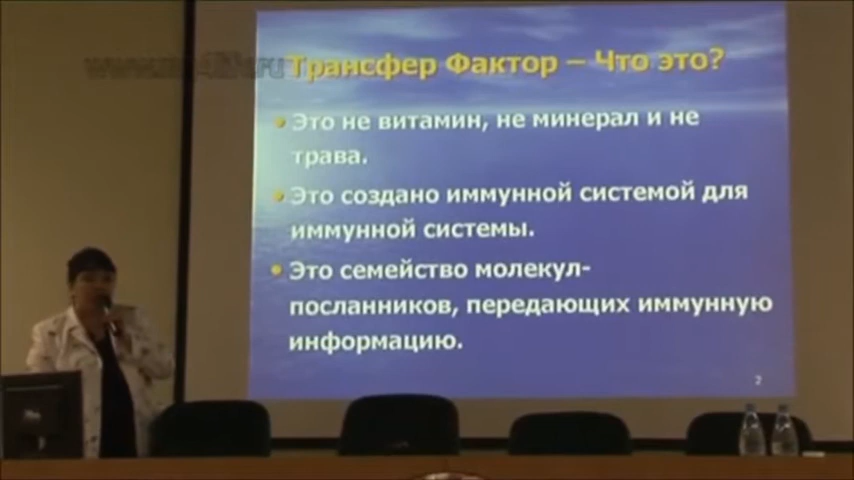 Трансфер Фактор – Что это?
• Это не витамин, не минерал и не
трава.
• Это создано иммунной системой для
иммунной системы.
• Это семейство молекул-
посланников, передающих иммунную
информацию.
2